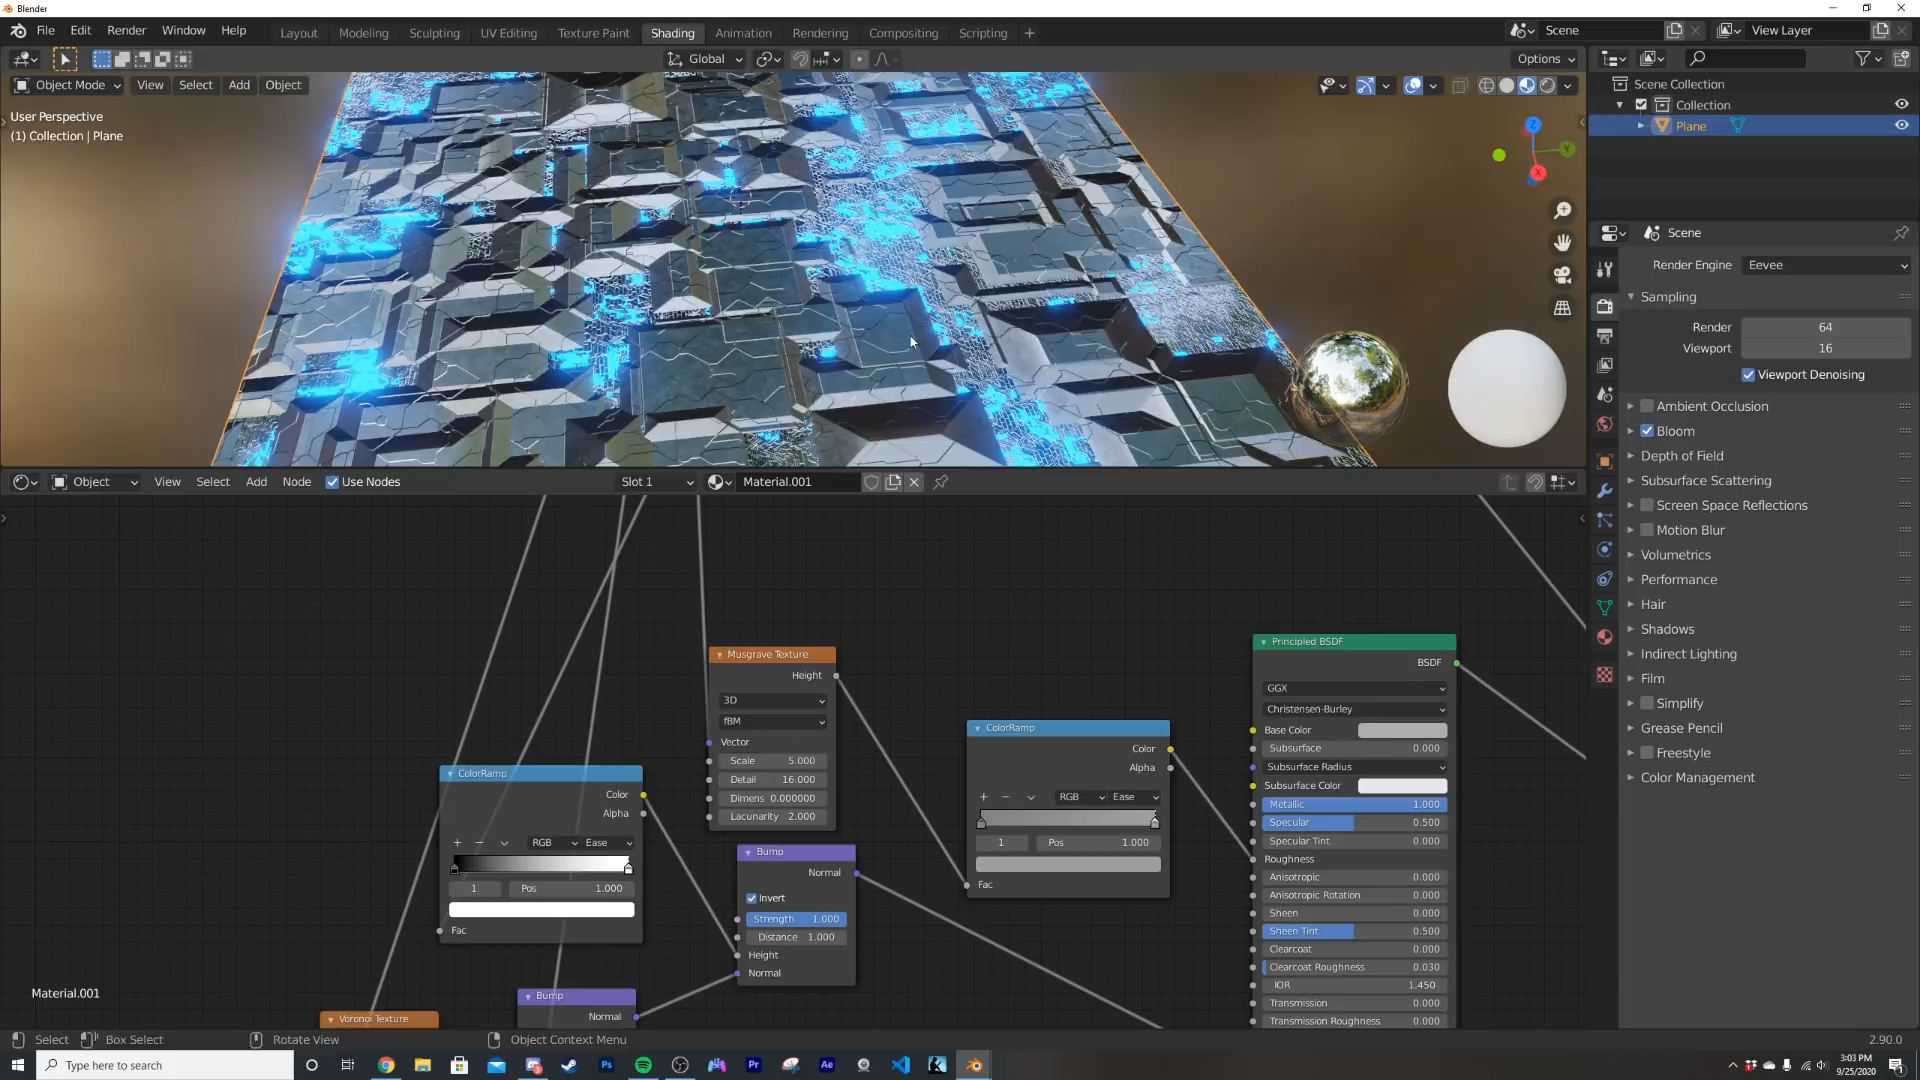 Blender
File Edit Render Window Help
Layout Modeling Sculpting UV Editing Texture Paint Shading Animation Rendering Compositing Scripting +
Scene
View Layer
Global
Options
Object Mode View Select Add Object
User Perspective
(1) Collection | Plane
Z
Y
X
Scene Collection
Collection
Plane
Scene
Render Engine Eevee
Sampling
Render 64
Viewport 16
Viewport Denoising
Ambient Occlusion
Bloom
Depth of Field
Subsurface Scattering
Screen Space Reflections
Motion Blur
Volumetrics
Performance
Hair
Shadows
Indirect Lighting
Film
Simplify
Grease Pencil
Freestyle
Color Management
Object View Select Add Node Use Nodes Slot 1 Material.001
Musgrave Texture
Height
3D
fBM
Vector
Scale 5.000
Detail 16.000
Dimens 0.000000
Lacunarity 2.000
ColorRamp
Color
Alpha
+ − RGB Ease
1 Pos 1.000
Fac
Bump
Normal
Invert
Strength 1.000
Distance 1.000
Height
Normal
Bump
Normal
Voronoi Texture
ColorRamp
Color
Alpha
+ − RGB Ease
1 Pos 1.000
Fac
Principled BSDF
BSDF
GGX
Christensen-Burley
Base Color
Subsurface 0.000
Subsurface Radius
Subsurface Color
Metallic 1.000
Specular 0.500
Specular Tint 0.000
Roughness
Anisotropic 0.000
Anisotropic Rotation 0.000
Sheen 0.000
Sheen Tint 0.500
Clearcoat 0.000
Clearcoat Roughness 0.030
IOR 1.450
Transmission 0.000
Transmission Roughness 0.000
Material.001
Select Box Select Rotate View Object Context Menu 2.90.0
Type here to search
Ps
Pr
Ae
3:03 PM
9/25/2020